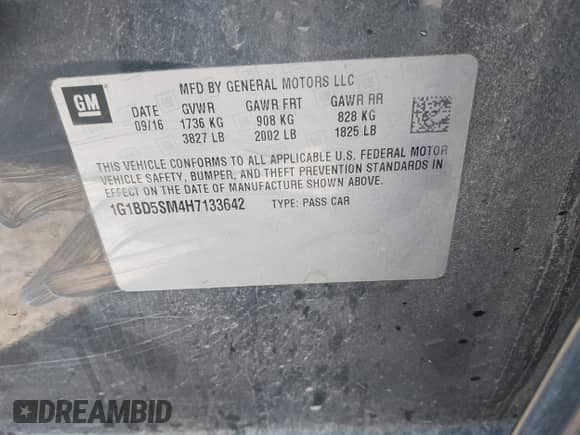 GM
MFD BY GENERAL MOTORS LLC
DATE GVWR GAWR FRT GAWR RR
09/16 1736 KG 908 KG 828 KG
3827 LB 2002 LB 1825 LB
THIS VEHICLE CONFORMS TO ALL APPLICABLE U.S. FEDERAL MOTOR
VEHICLE SAFETY, BUMPER, AND THEFT PREVENTION STANDARDS IN
EFFECT ON THE DATE OF MANUFACTURE SHOWN ABOVE.
1G1BD5SM4H7133642 TYPE: PASS CAR
DREAMBID